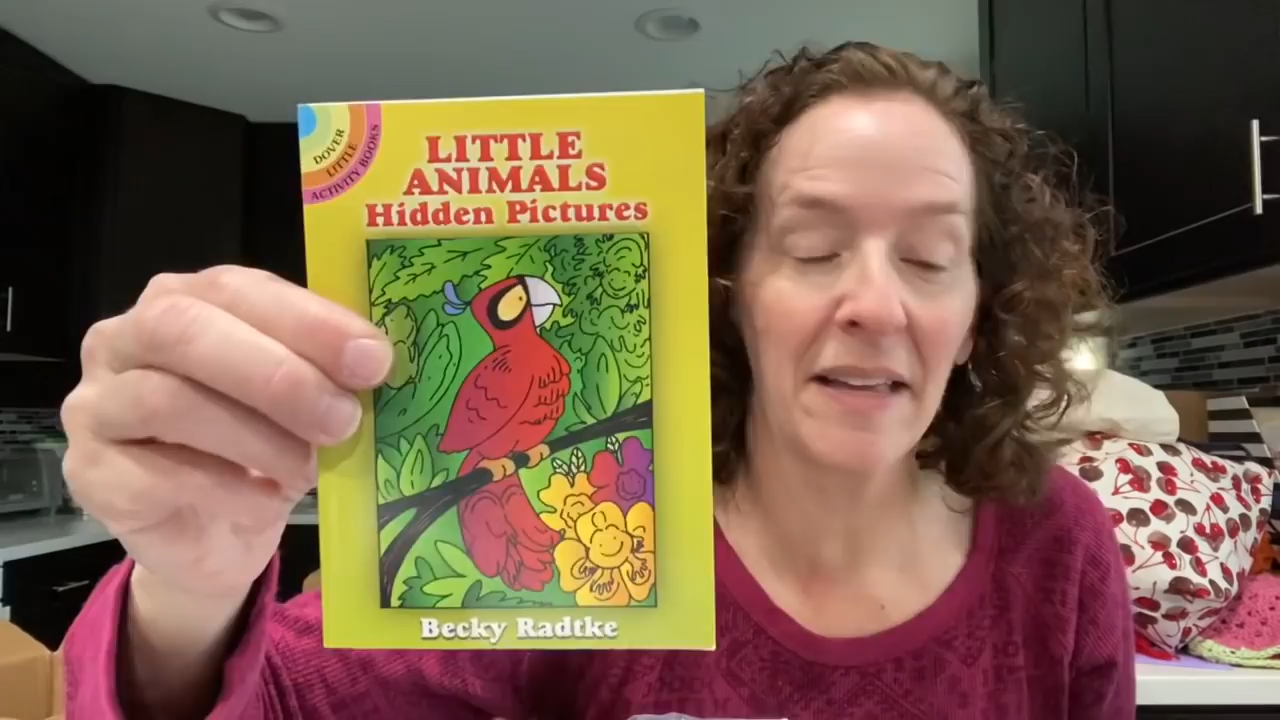 DOVER
LITTLE
ACTIVITY BOOKS
LITTLE
ANIMALS
Hidden Pictures
Becky Radtke